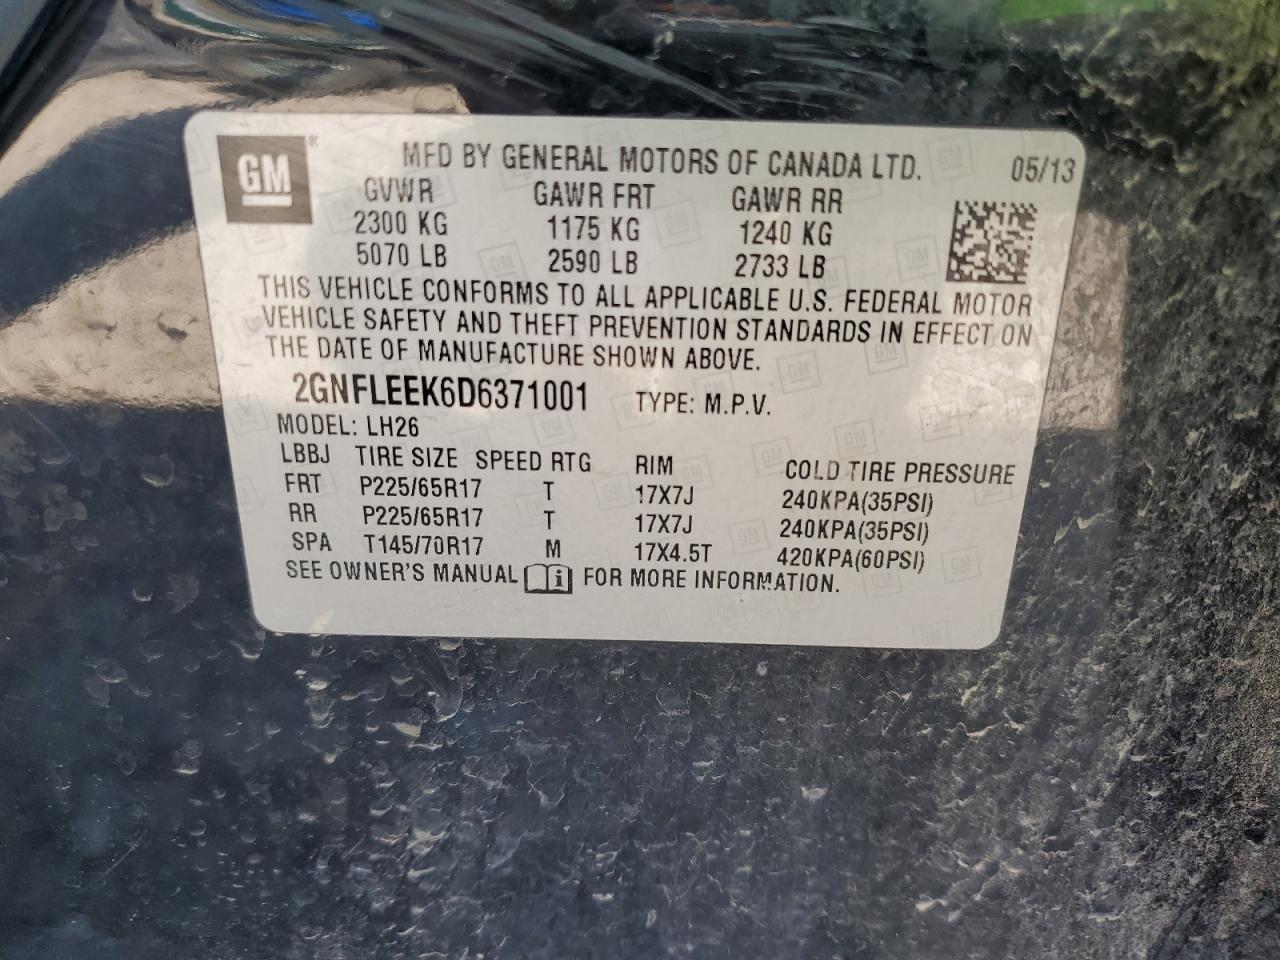 GM®
MFD BY GENERAL MOTORS OF CANADA LTD. 05/13
GVWR GAWR FRT GAWR RR
2300 KG 1175 KG 1240 KG
5070 LB 2590 LB 2733 LB
THIS VEHICLE CONFORMS TO ALL APPLICABLE U.S. FEDERAL MOTOR
VEHICLE SAFETY AND THEFT PREVENTION STANDARDS IN EFFECT ON
THE DATE OF MANUFACTURE SHOWN ABOVE.
2GNFLEEK6D6371001 TYPE: M.P.V.
MODEL: LH26
LBBJ TIRE SIZE SPEED RTG RIM COLD TIRE PRESSURE
FRT P225/65R17 T 17X7J 240KPA(35PSI)
RR P225/65R17 T 17X7J 240KPA(35PSI)
SPA T145/70R17 M 17X4.5T 420KPA(60PSI)
SEE OWNER'S MANUAL i FOR MORE INFORMATION.